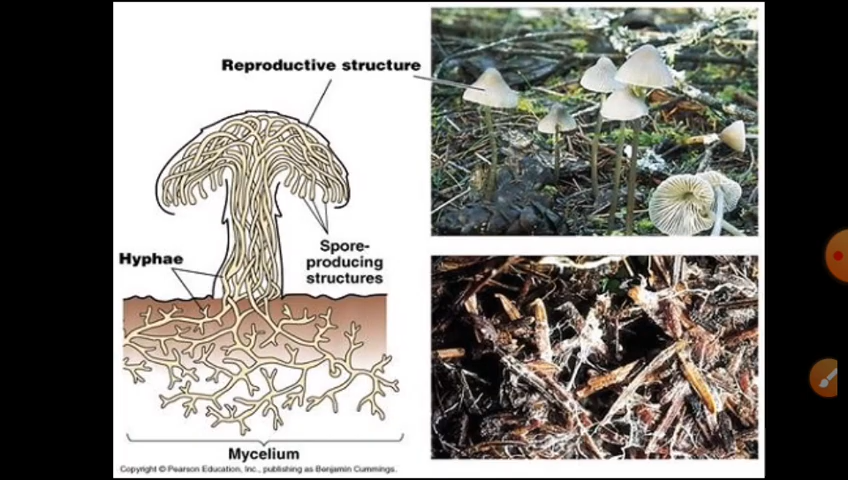 Reproductive structure
Hyphae
Spore-
producing
structures
Mycelium
Copyright © Pearson Education, Inc., publishing as Benjamin Cummings.